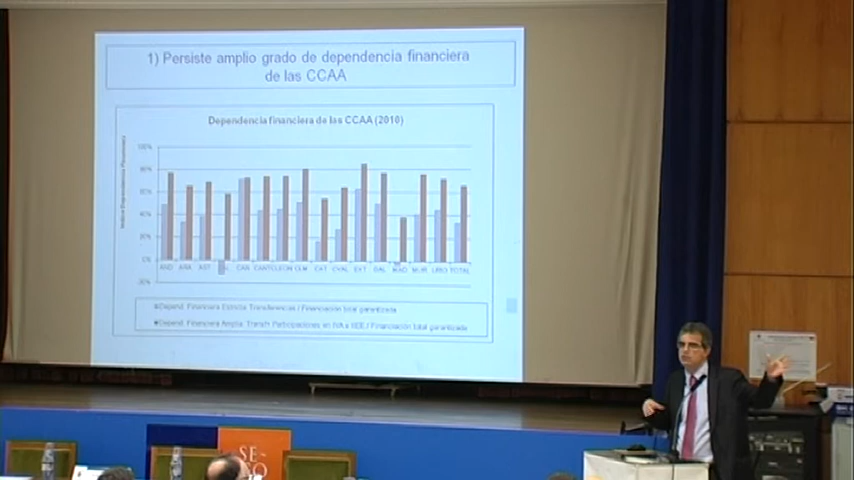 1) Persiste amplio grado de dependencia financiera
de las CCAA
Dependencia financiera de las CCAA (2010)
100%
80%
60%
40%
20%
0%
AND ARA AST CAN CANT CLEON CLM CAT CVAL EXT GAL MAD MUR LRIO TOTAL
Depend. Financiera Estricta: Transferencias / Financiación total garantizada
Depend. Financiera Amplia: Transf+ Participaciones en IVA e IIEE / Financiación total garantizada
SE-